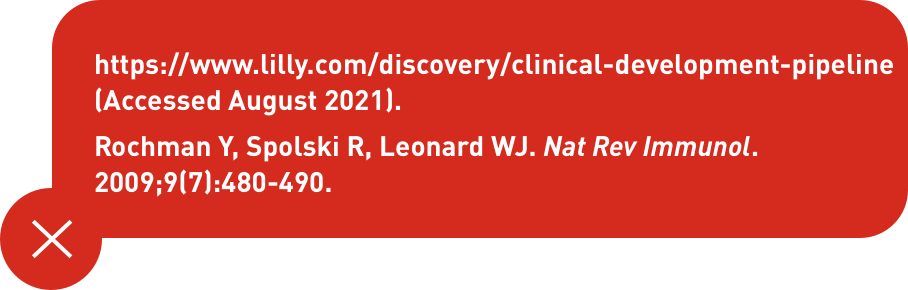 https://www.lilly.com/discovery/clinical-development-pipeline
(Accessed August 2021).
Rochman Y, Spolski R, Leonard WJ. Nat Rev Immunol.
2009;9(7):480-490.